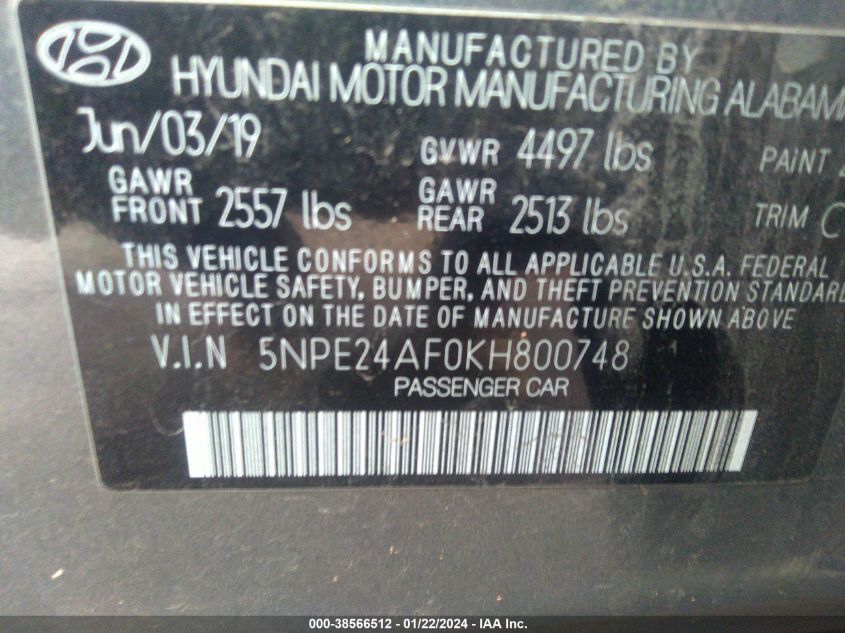 MANUFACTURED BY
HYUNDAI MOTOR MANUFACTURING ALABAMA
Jun/03/19 GVWR 4497 lbs PAINT
GAWR FRONT 2557 lbs GAWR REAR 2513 lbs TRIM C
THIS VEHICLE CONFORMS TO ALL APPLICABLE U.S.A. FEDERAL
MOTOR VEHICLE SAFETY, BUMPER, AND THEFT PREVENTION STANDARD
IN EFFECT ON THE DATE OF MANUFACTURE SHOWN ABOVE
V.I.N 5NPE24AF0KH800748
PASSENGER CAR
000-38566512 - 01/22/2024 - IAA Inc.